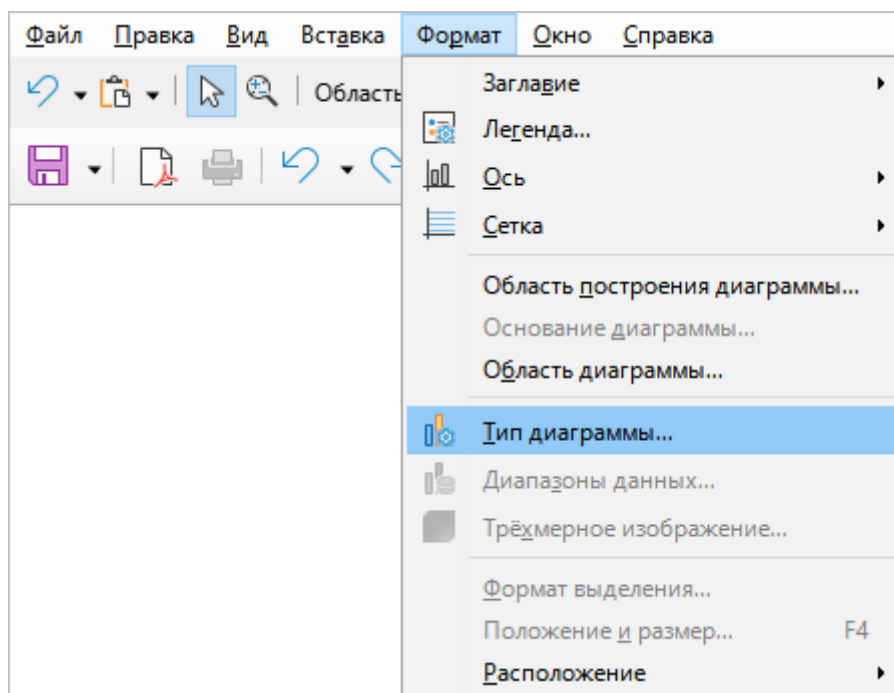 Файл Правка Вид Вставка Формат Окно Справка
Область
Заглавие
Легенда...
Ось
Сетка
Область построения диаграммы...
Основание диаграммы...
Область диаграммы...
Тип диаграммы...
Диапазоны данных...
Трёхмерное изображение...
Формат выделения...
Положение и размер... F4
Расположение